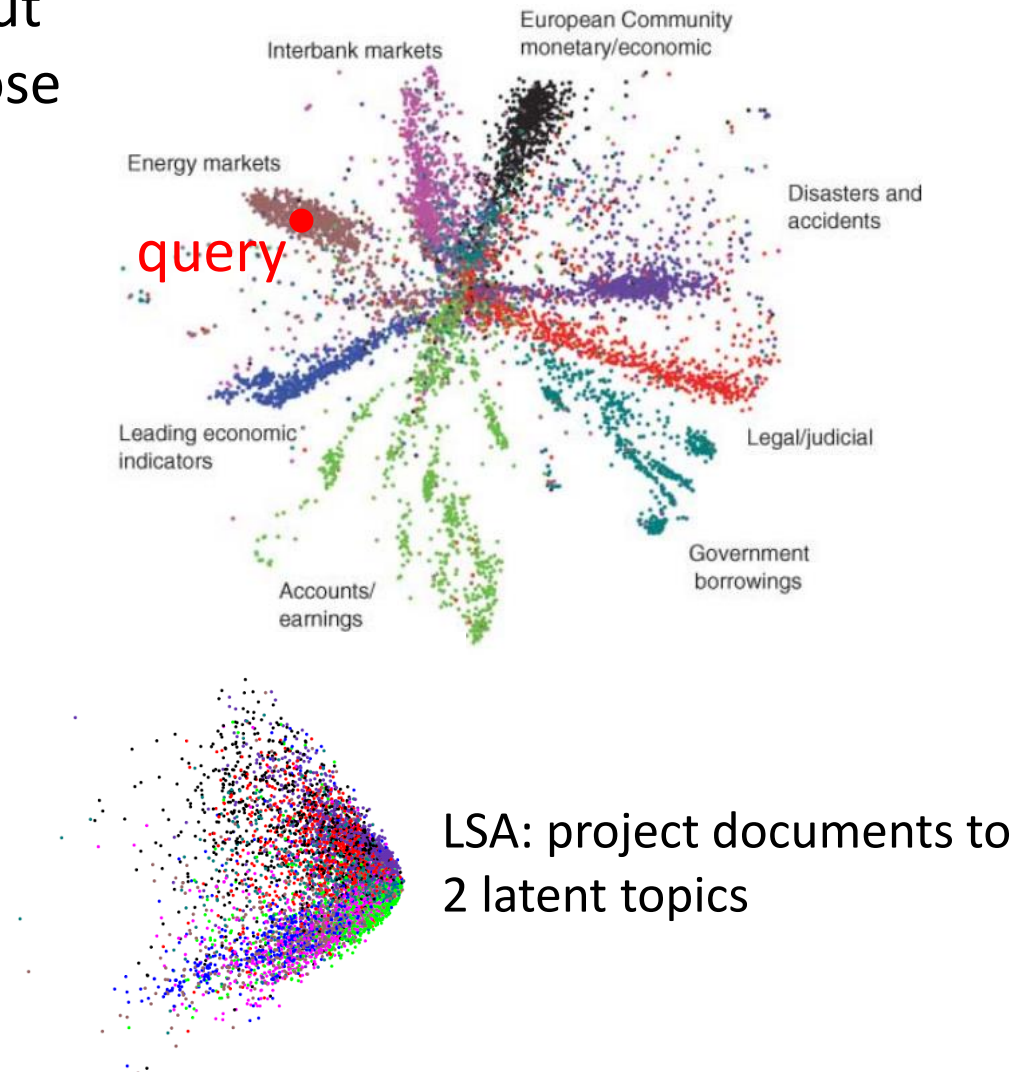 ut
ose
European Community
monetary/economic
Interbank markets
Energy markets
Disasters and
accidents
query
Leading economic
indicators
Legal/judicial
Government
borrowings
Accounts/
earnings
LSA: project documents to
2 latent topics